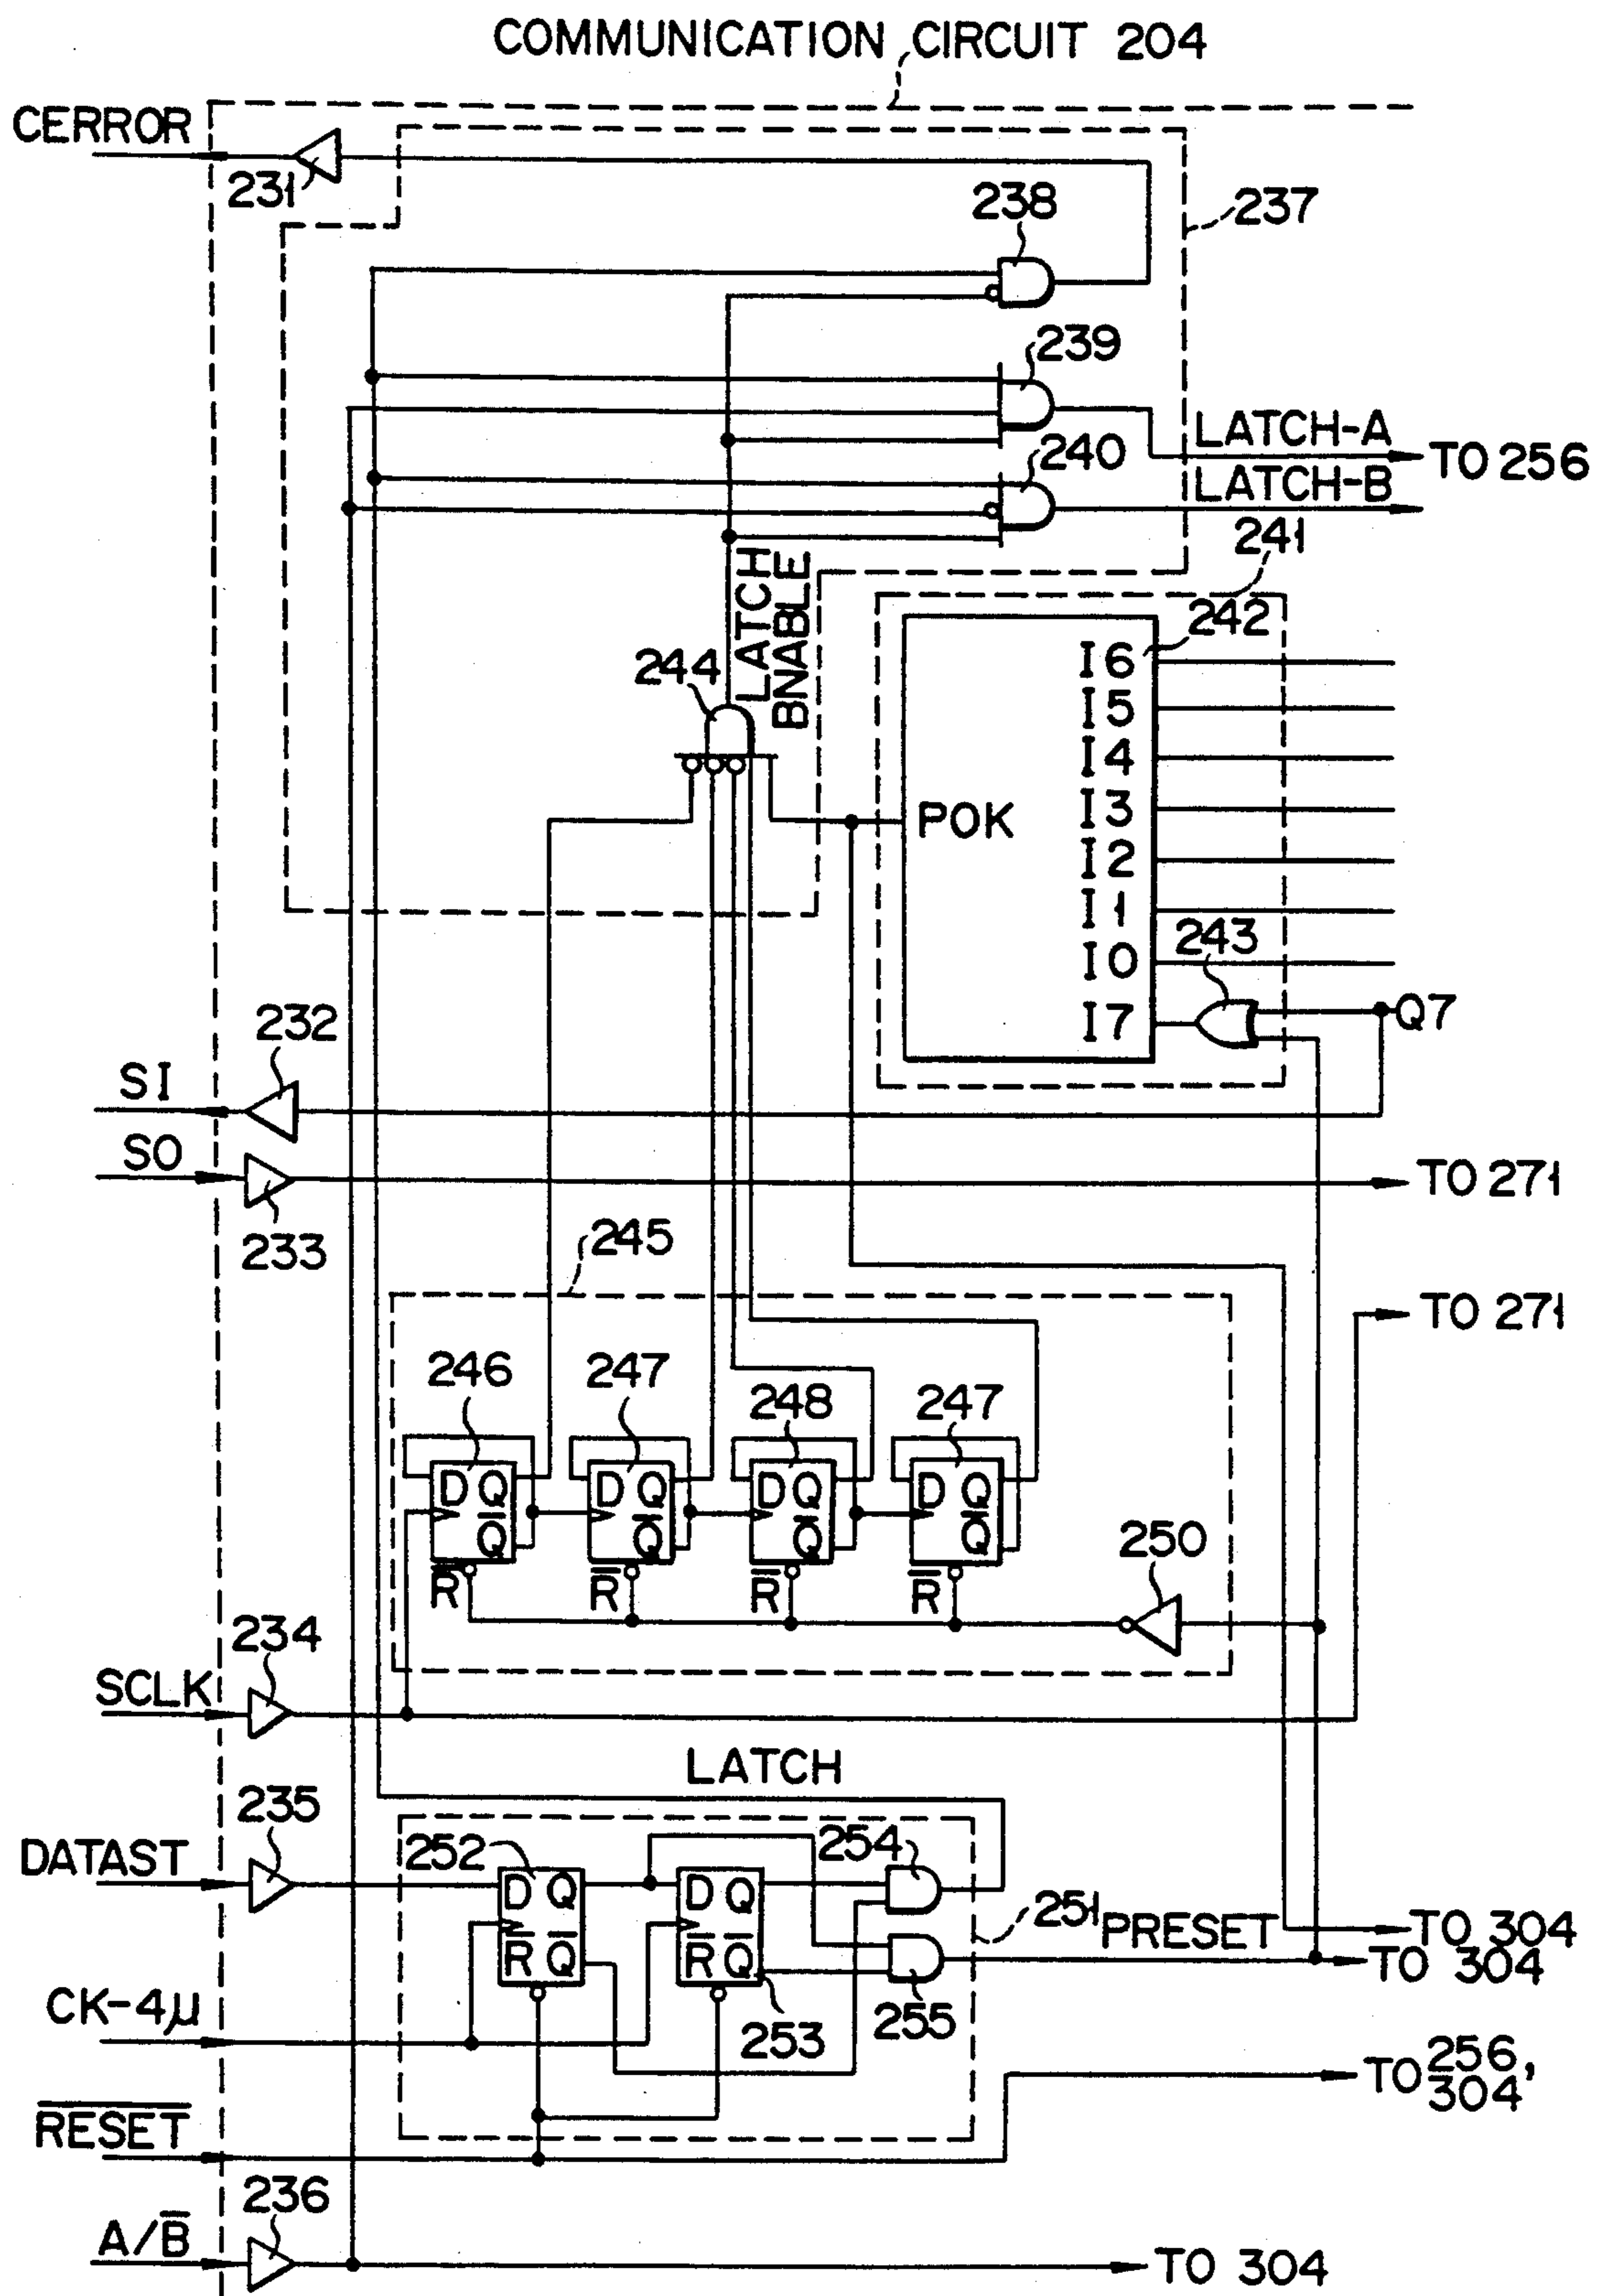 COMMUNICATION CIRCUIT 204
CERROR
231
238
237
239
LATCH-A
TO 256
240
LATCH-B
241
LATCH
BNABLE
244
242
I6
I5
I4
I3
POK
I2
I1
I0
243
I7
Q7
232
SI
SO
TO 271
233
245
TO 271
246
247
248
247
D Q
D Q
D Q
D Q
Q̅
Q̅
Q̅
Q̅
R̅
R̅
R̅
R̅
250
234
SCLK
LATCH
235
DATAST
252
254
D Q
D Q
251
PRESET
TO 304
R̅ Q̅
R̅ Q̅
TO 304
CK-4μ
253
255
TO 256,
304'
R̅E̅S̅E̅T̅
236
A/B̅
TO 304